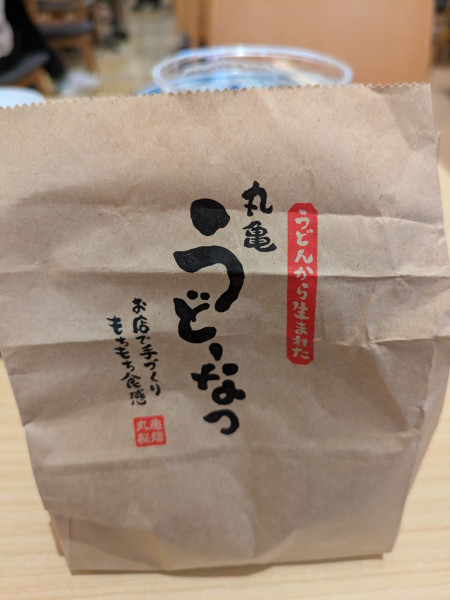 うどんから生まれた
丸亀
うどーなつ
お店で手づくり
もちもち食感
丸亀
製麺